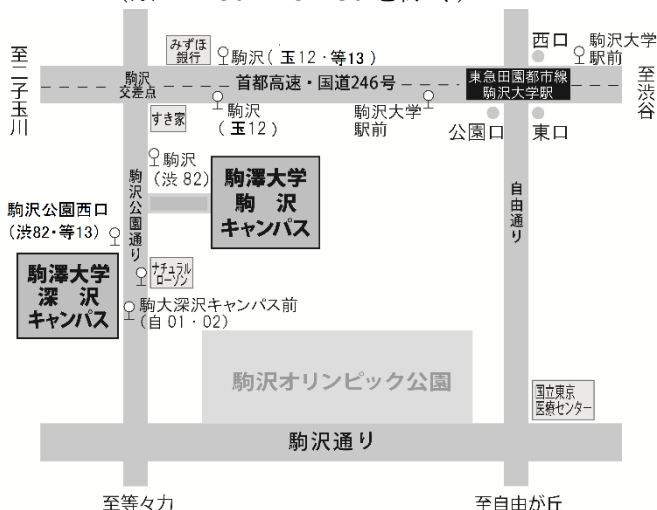 至二子玉川
みずほ
銀行
駒沢(玉12・等13)
西口
駒沢大学
駅前
駒沢
交差点
首都高速・国道246号
東急田園都市線
駒沢大学駅
至渋谷
すき家
駒沢
(玉12)
駒沢大学
駅前
公園口
東口
駒沢
(渋 82)
駒澤大学
駒 沢
キャンパス
駒沢公園通り
自由通り
駒沢公園西口
(渋82・等13)
駒澤大学
深 沢
キャンパス
ナチュラル
ローソン
駒大深沢キャンパス前
(自 01・02)
駒沢オリンピック公園
国立東京
医療センター
駒沢通り
至等々力
至自由が丘